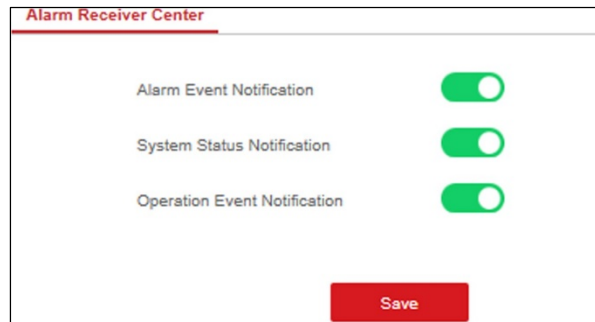 Alarm Receiver Center
Alarm Event Notification
System Status Notification
Operation Event Notification
Save